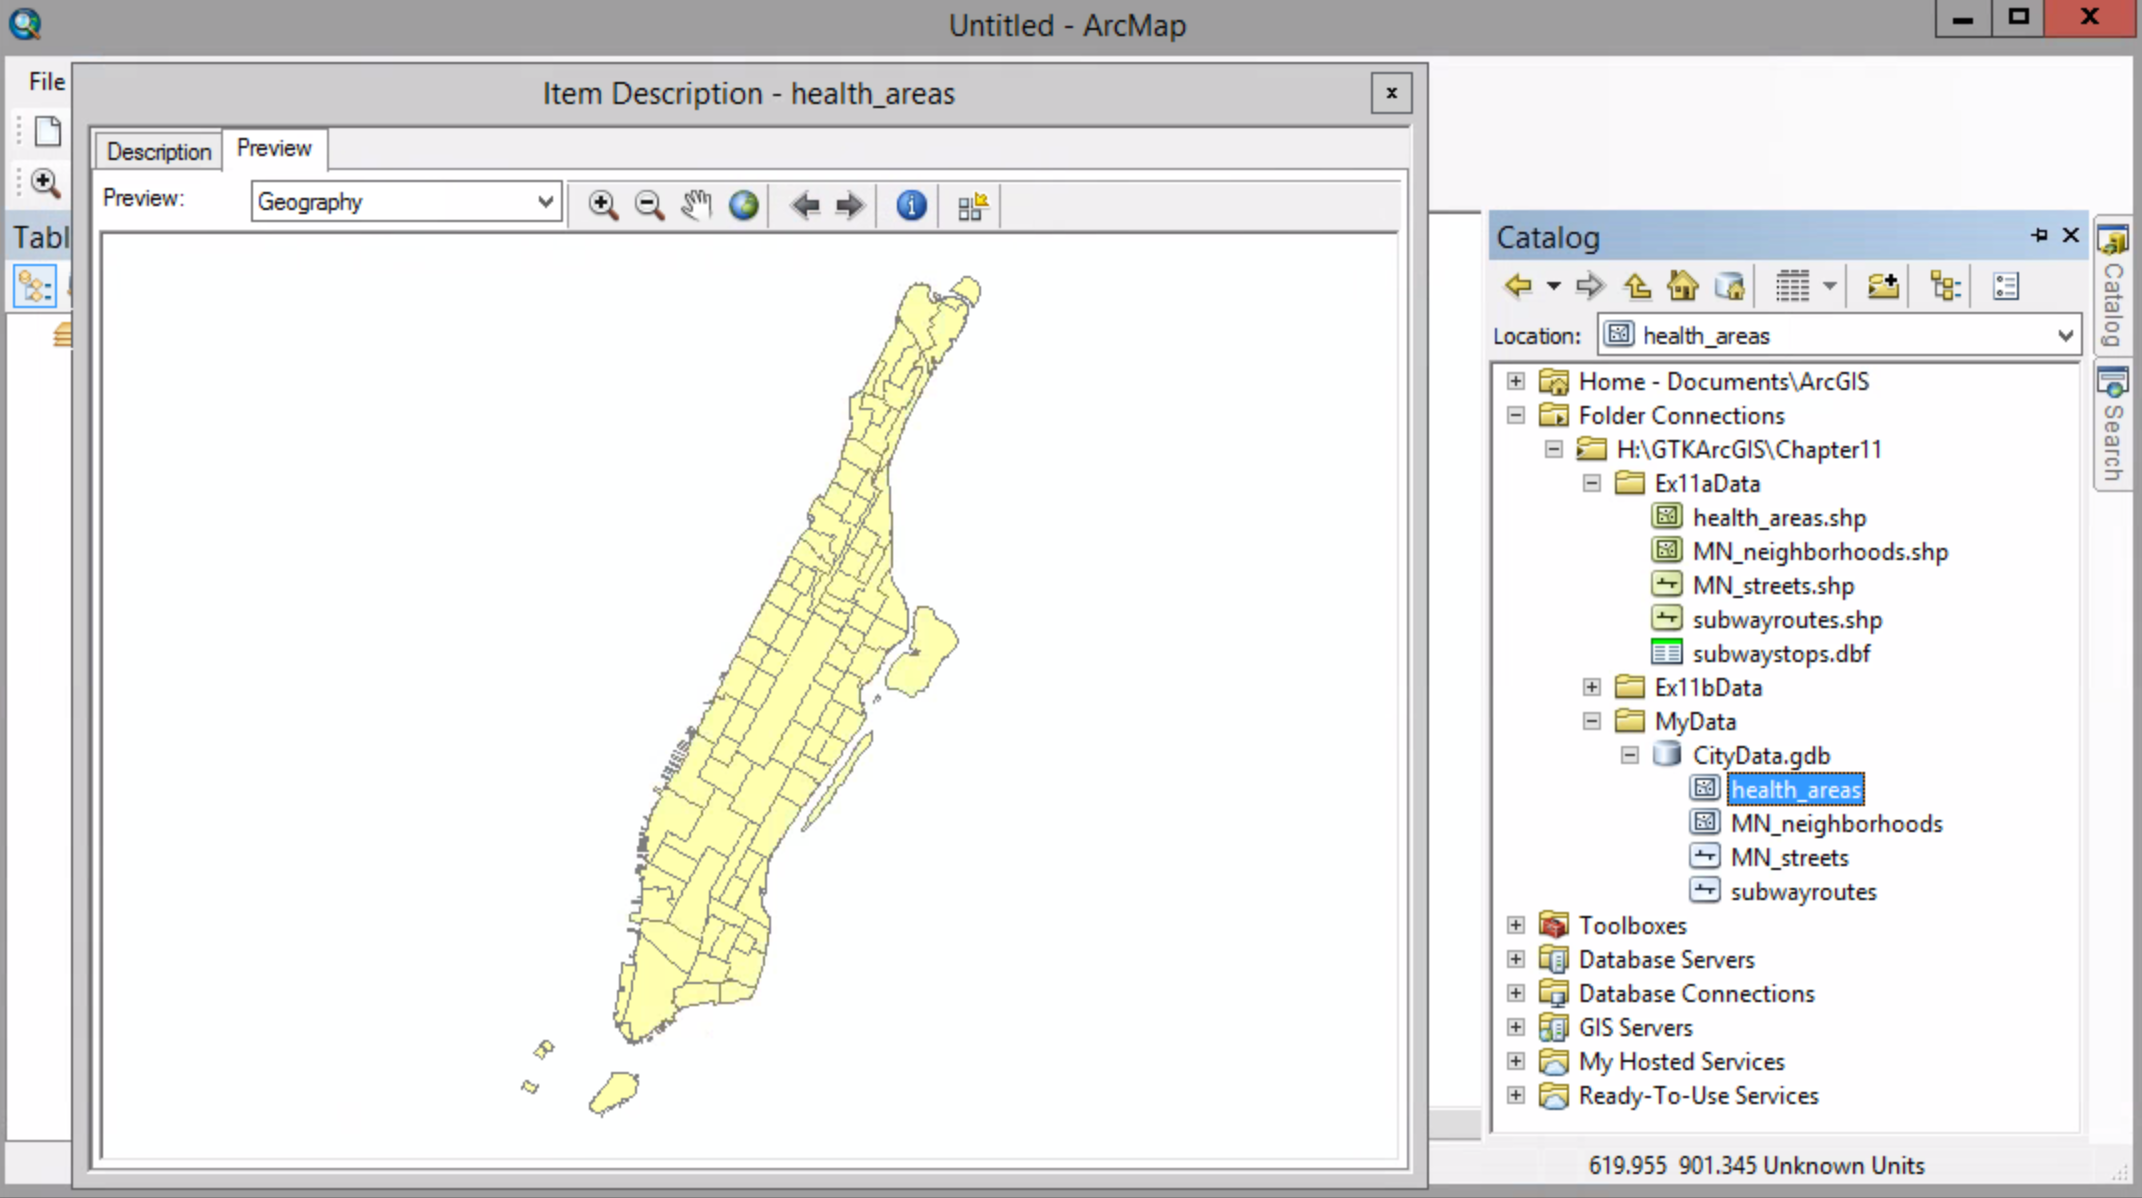 Untitled - ArcMap
File
Item Description - health_areas
x
Description
Preview
Preview:
Geography
Tabl
Catalog
Location:
health_areas
Home - Documents\ArcGIS
Folder Connections
H:\GTKArcGIS\Chapter11
Ex11aData
health_areas.shp
MN_neighborhoods.shp
MN_streets.shp
subwayroutes.shp
subwaystops.dbf
Ex11bData
MyData
CityData.gdb
health_areas
MN_neighborhoods
MN_streets
subwayroutes
Toolboxes
Database Servers
Database Connections
GIS Servers
My Hosted Services
Ready-To-Use Services
Catalog
Search
619.955 901.345 Unknown Units